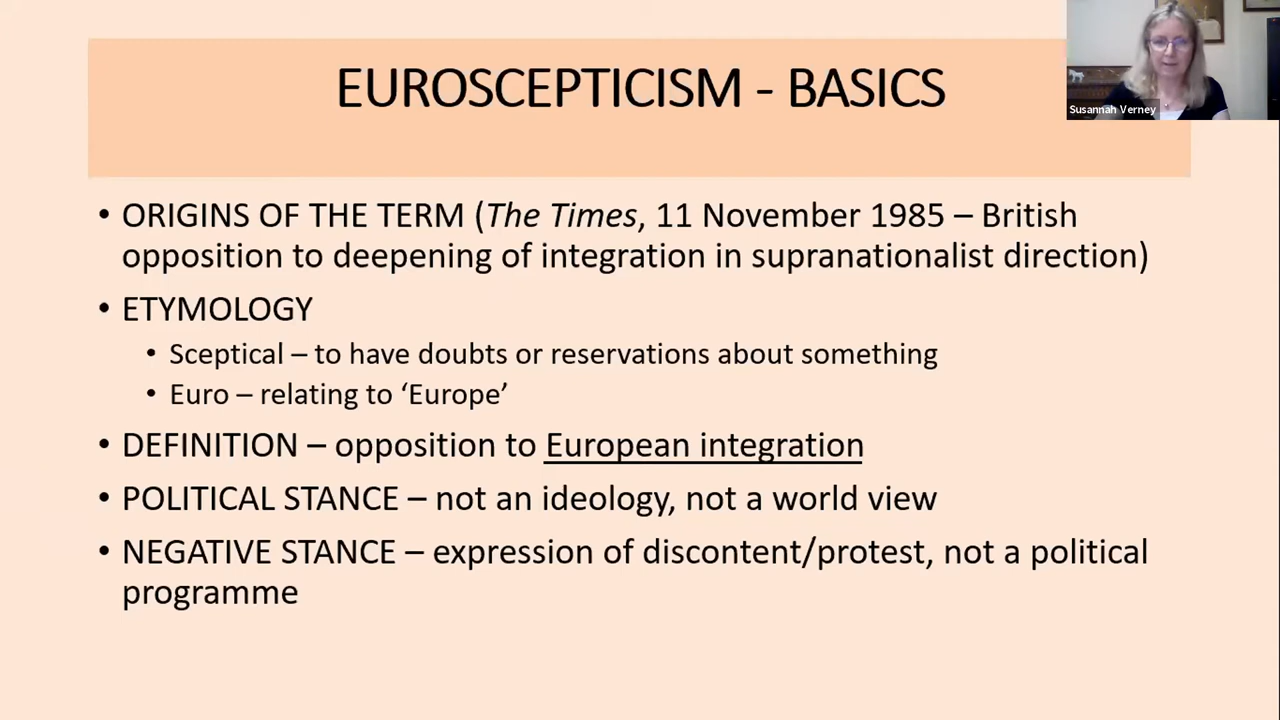 EUROSCEPTICISM - BASICS
Susannah Verney
• ORIGINS OF THE TERM (The Times, 11 November 1985 – British
opposition to deepening of integration in supranationalist direction)
• ETYMOLOGY
• Sceptical – to have doubts or reservations about something
• Euro – relating to ‘Europe’
• DEFINITION – opposition to European integration
• POLITICAL STANCE – not an ideology, not a world view
• NEGATIVE STANCE – expression of discontent/protest, not a political
programme